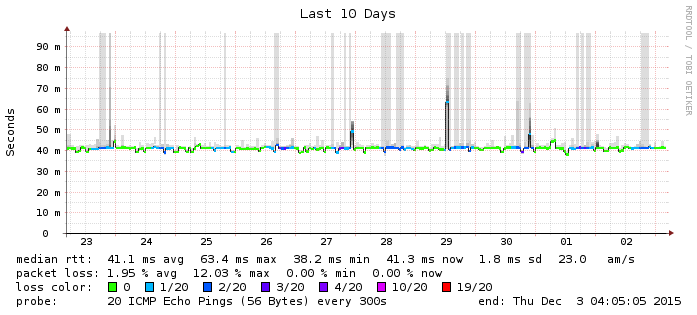 Last 10 Days
RRDTOOL / TOBI OETIKER
Seconds
90 m
80 m
70 m
60 m
50 m
40 m
30 m
20 m
10 m
0
23 24 25 26 27 28 29 30 01 02
median rtt: 41.1 ms avg 63.4 ms max 38.2 ms min 41.3 ms now 1.8 ms sd 23.0 am/s
packet loss: 1.95 % avg 12.03 % max 0.00 % min 0.00 % now
loss color: 0 1/20 2/20 3/20 4/20 10/20 19/20
probe: 20 ICMP Echo Pings (56 Bytes) every 300s end: Thu Dec 3 04:05:05 2015